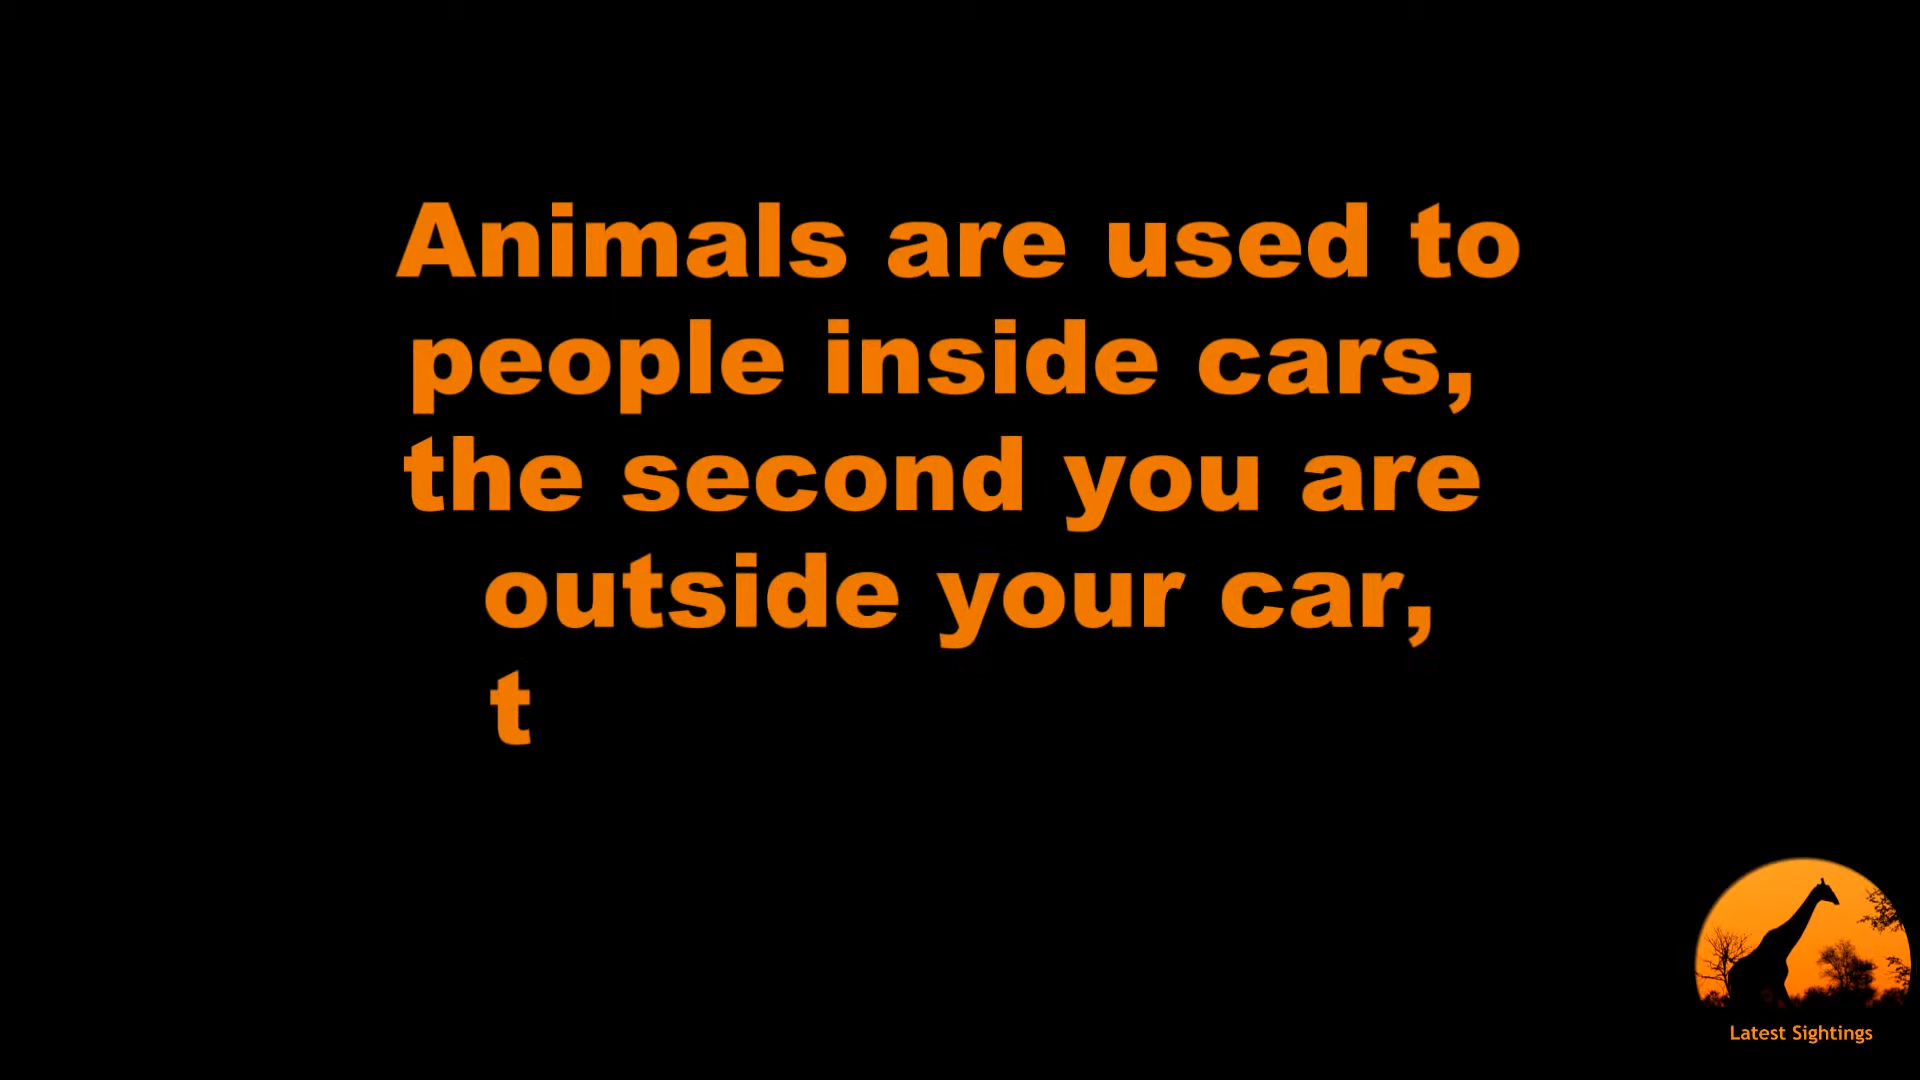 Animals are used to
people inside cars,
the second you are
outside your car,
t
Latest Sightings